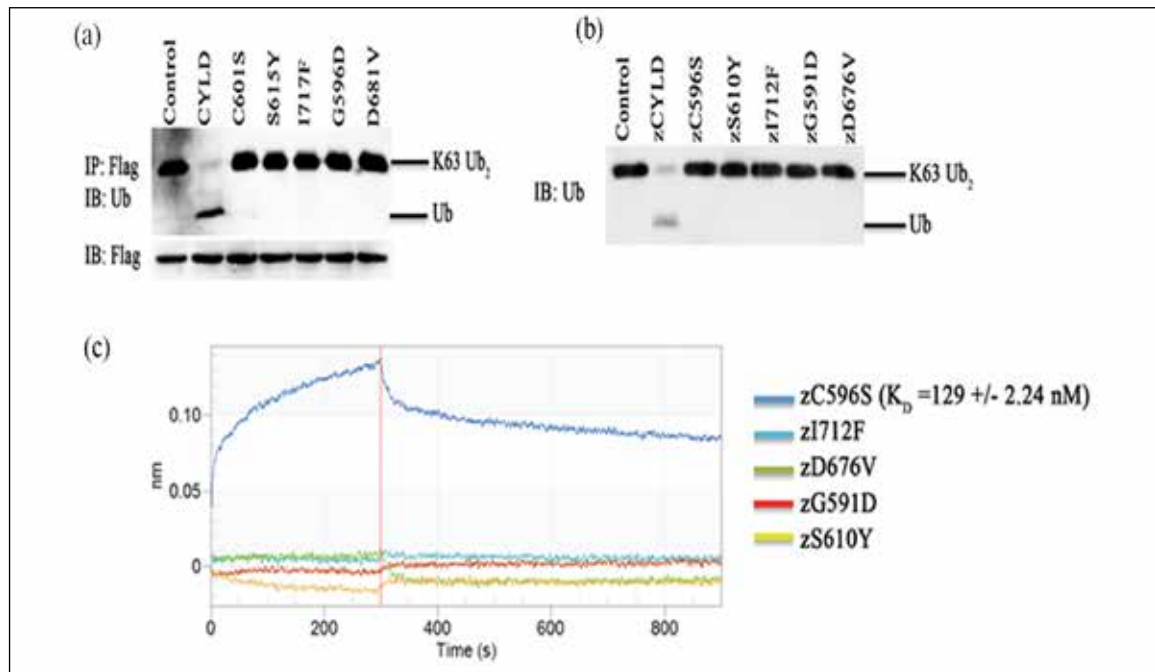 (a)
Control
CYLD
C601S
S615Y
I717F
G596D
D681V
IP: Flag
IB: Ub
K63 Ub2
Ub
IB: Flag
(b)
Control
zCYLD
zC596S
zS610Y
zI712F
zG591D
zD676V
IB: Ub
K63 Ub2
Ub
(c)
nm
0.10
0.05
0
0
200
400
600
800
Time (s)
zC596S (KD =129 +/- 2.24 nM)
zI712F
zD676V
zG591D
zS610Y